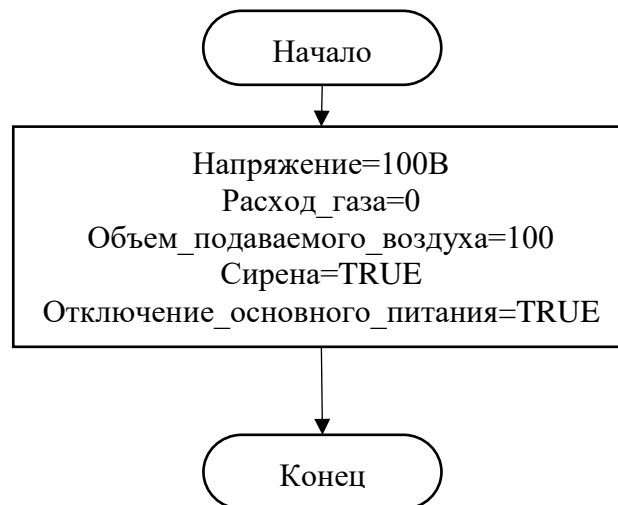 Начало
Напряжение=100В
Расход_газа=0
Объем_подаваемого_воздуха=100
Сирена=TRUE
Отключение_основного_питания=TRUE
Конец